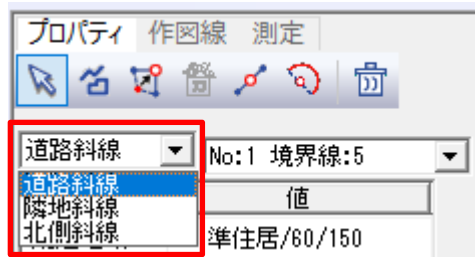 プロパティ 作図線 測定
道路斜線 No:1 境界線:5
道路斜線 値
隣地斜線
北側斜線 準住居/60/150